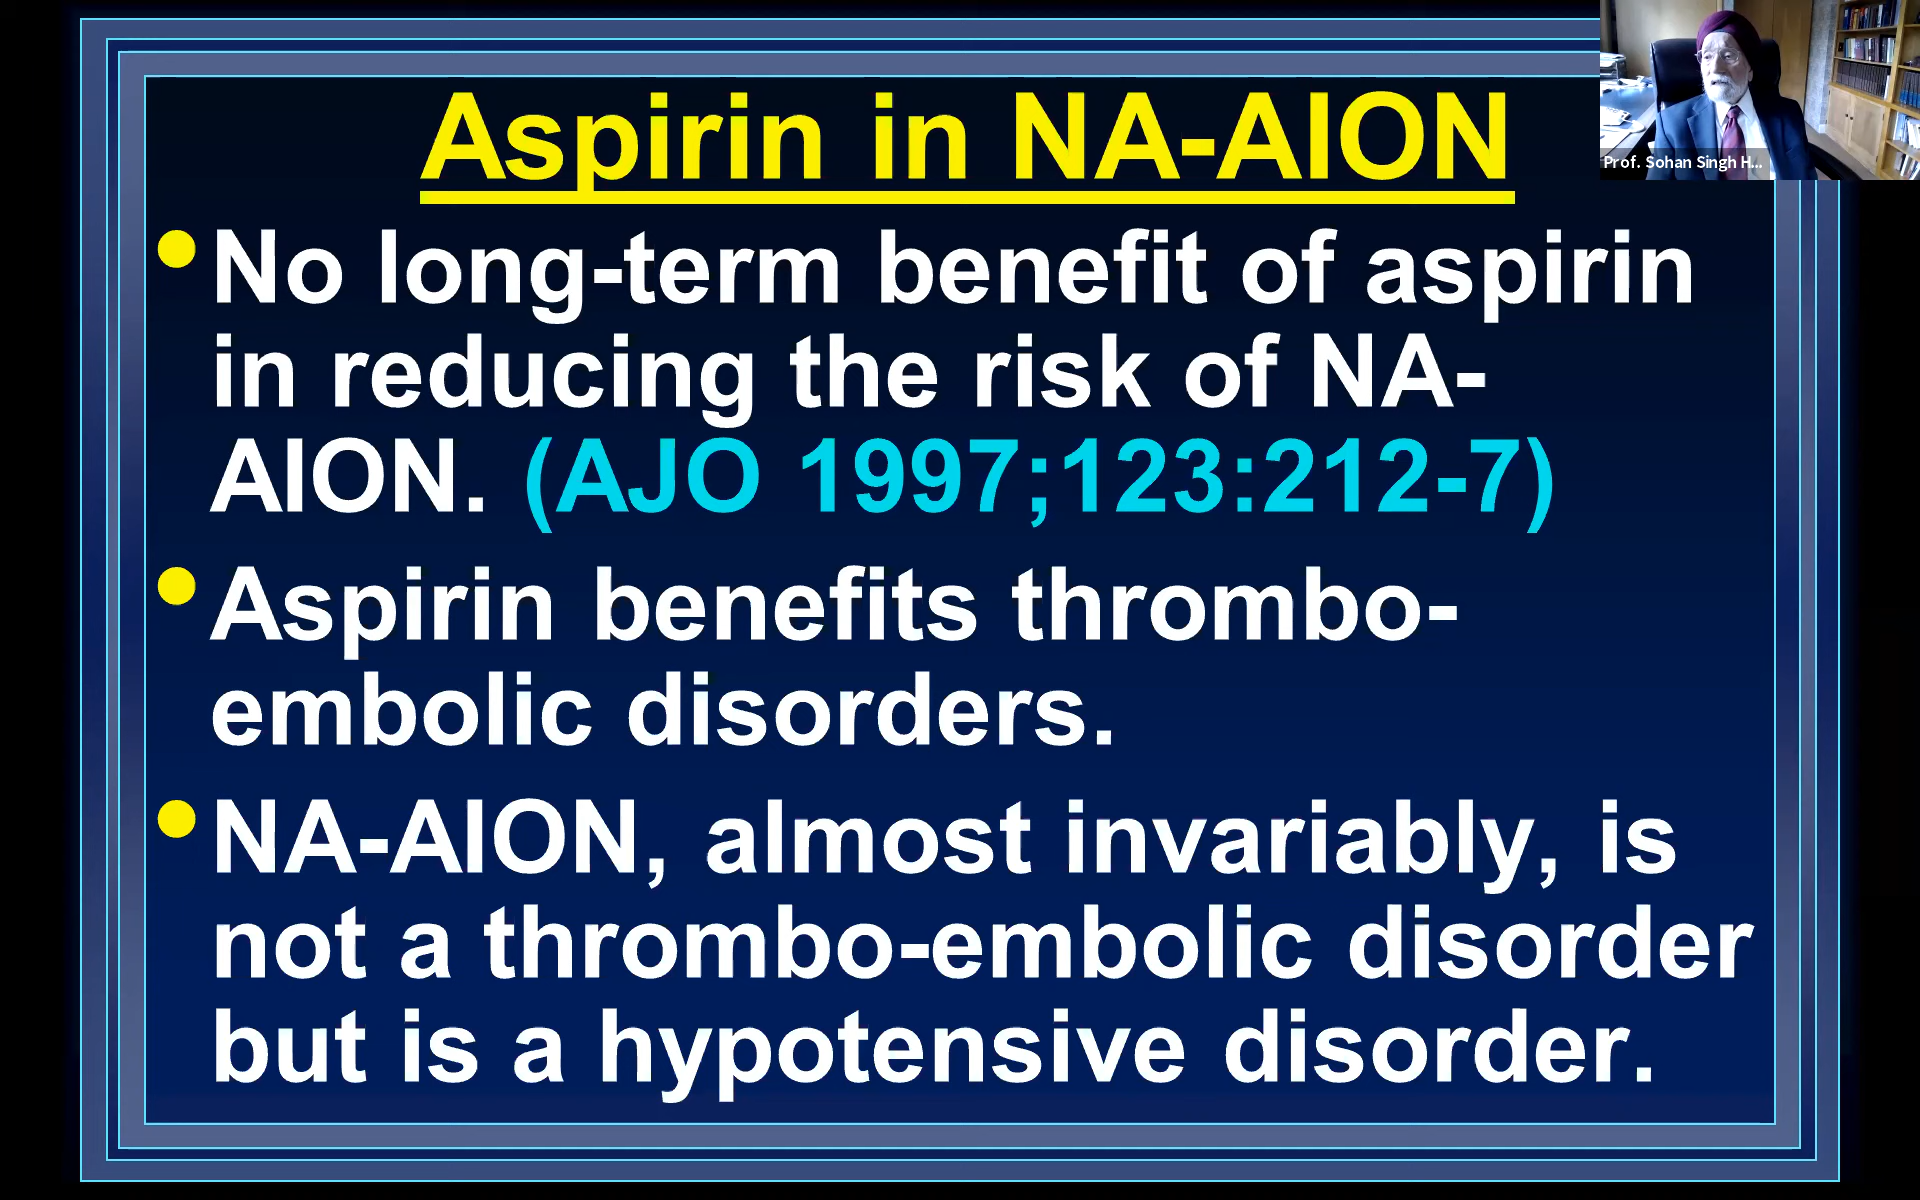 Aspirin in NA-AION
Prof. Sohan Singh H...
• No long-term benefit of aspirin
in reducing the risk of NA-
AION. (AJO 1997;123:212-7)
• Aspirin benefits thrombo-
embolic disorders.
• NA-AION, almost invariably, is
not a thrombo-embolic disorder
but is a hypotensive disorder.